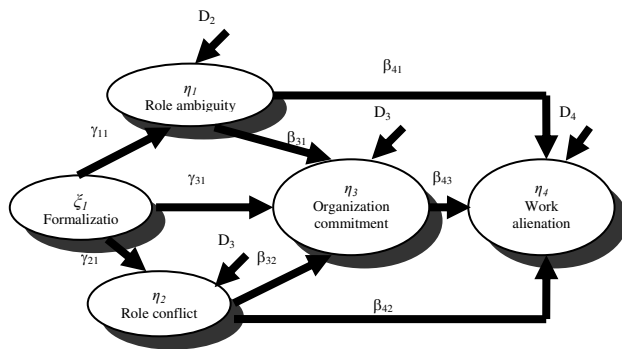 D₂
η₁
Role ambiguity
β₄₁
D₃
D₄
γ₁₁
β₃₁
γ₃₁
β₄₃
ξ₁
Formalizatio
η₃
Organization
commitment
η₄
Work
alienation
γ₂₁
D₃
β₃₂
η₂
Role conflict
β₄₂